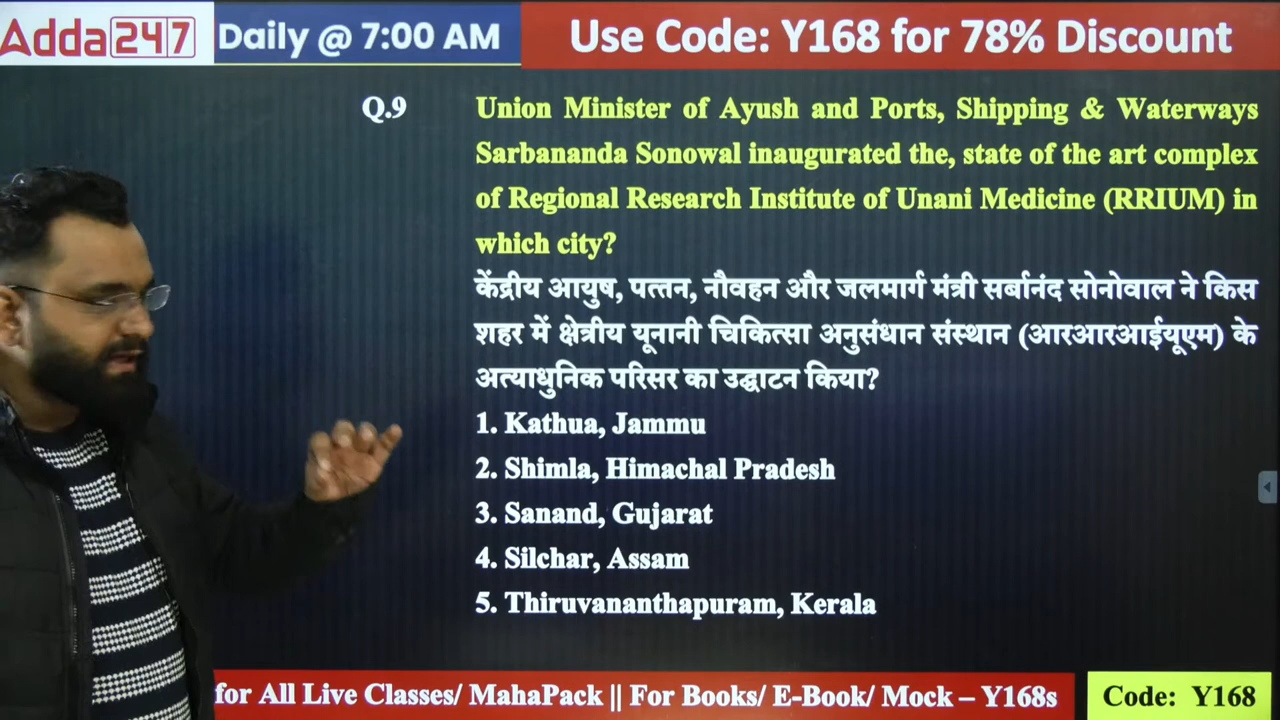 Adda247
Daily @ 7:00 AM
Use Code: Y168 for 78% Discount
Q.9
Union Minister of Ayush and Ports, Shipping & Waterways
Sarbananda Sonowal inaugurated the, state of the art complex
of Regional Research Institute of Unani Medicine (RRIUM) in
which city?
केंद्रीय आयुष, पत्तन, नौवहन और जलमार्ग मंत्री सर्बानंद सोनोवाल ने किस
शहर में क्षेत्रीय यूनानी चिकित्सा अनुसंधान संस्थान (आरआरआईयूएम) के
अत्याधुनिक परिसर का उद्घाटन किया?
1. Kathua, Jammu
2. Shimla, Himachal Pradesh
3. Sanand, Gujarat
4. Silchar, Assam
5. Thiruvananthapuram, Kerala
for All Live Classes/ MahaPack || For Books/ E-Book/ Mock – Y168s
Code: Y168